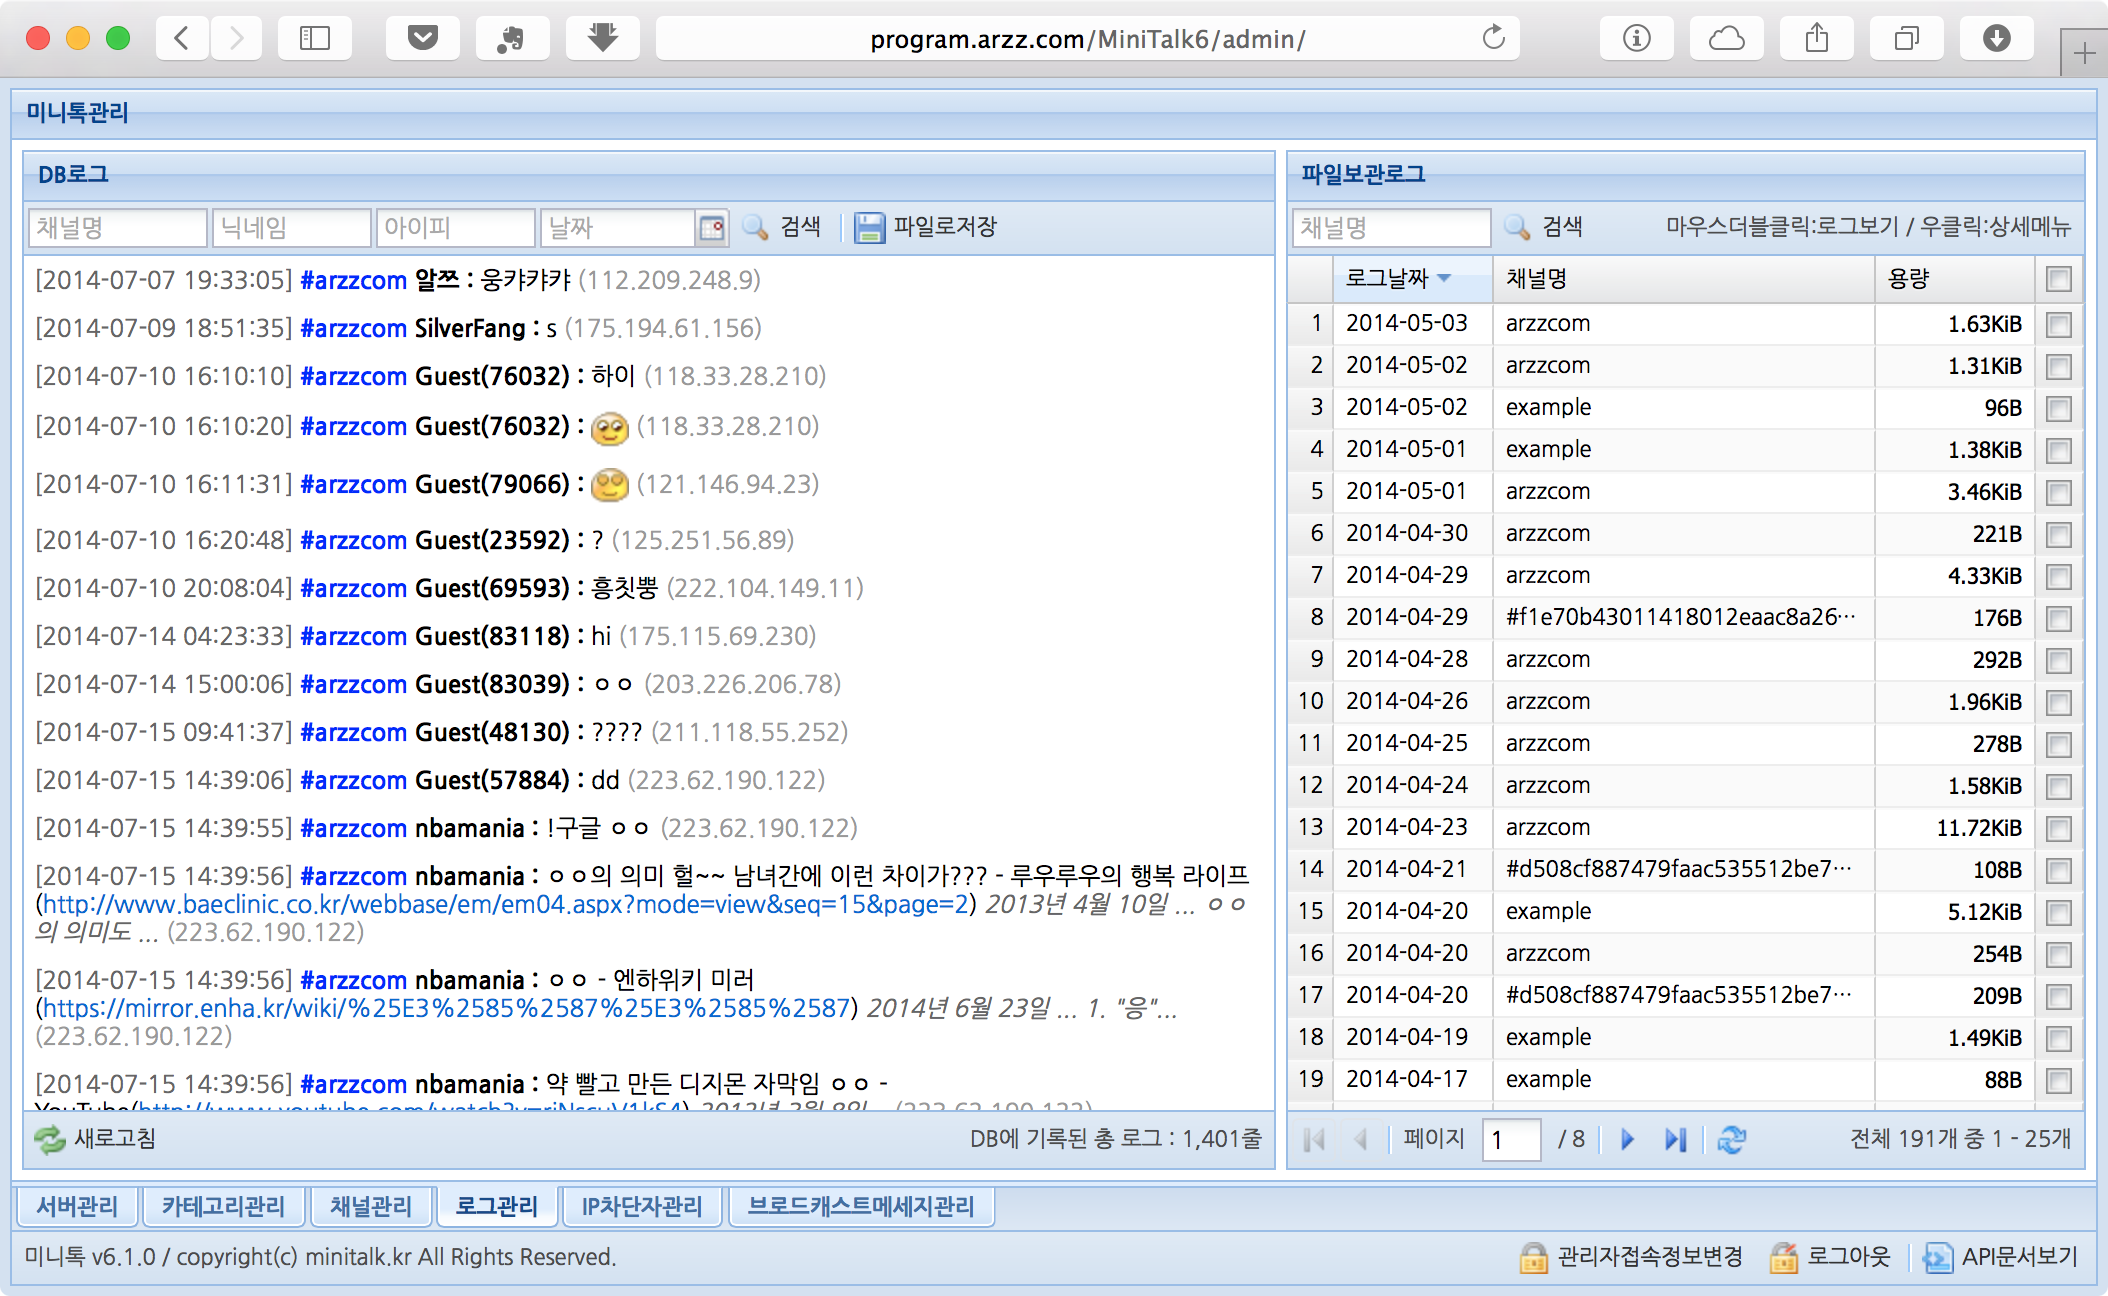 program.arzz.com/MiniTalk6/admin/
미니톡관리
DB로그
채널명 닉네임 아이피 날짜 검색 파일로저장
[2014-07-07 19:33:05] #arzzcom 알쯔 : 웅캬캬캬 (112.209.248.9)
[2014-07-09 18:51:35] #arzzcom SilverFang : s (175.194.61.156)
[2014-07-10 16:10:10] #arzzcom Guest(76032) : 하이 (118.33.28.210)
[2014-07-10 16:10:20] #arzzcom Guest(76032) : (118.33.28.210)
[2014-07-10 16:11:31] #arzzcom Guest(79066) : (121.146.94.23)
[2014-07-10 16:20:48] #arzzcom Guest(23592) : ? (125.251.56.89)
[2014-07-10 20:08:04] #arzzcom Guest(69593) : 흥칫뿡 (222.104.149.11)
[2014-07-14 04:23:33] #arzzcom Guest(83118) : hi (175.115.69.230)
[2014-07-14 15:00:06] #arzzcom Guest(83039) : ㅇㅇ (203.226.206.78)
[2014-07-15 09:41:37] #arzzcom Guest(48130) : ???? (211.118.55.252)
[2014-07-15 14:39:06] #arzzcom Guest(57884) : dd (223.62.190.122)
[2014-07-15 14:39:55] #arzzcom nbamania : !구글 ㅇㅇ (223.62.190.122)
[2014-07-15 14:39:56] #arzzcom nbamania : ㅇㅇ의 의미 헐~~ 남녀간에 이런 차이가??? - 루우루우의 행복 라이프
(http://www.baeclinic.co.kr/webbase/em/em04.aspx?mode=view&seq=15&page=2) 2013년 4월 10일 ... ㅇㅇ
의 의미도 ... (223.62.190.122)
[2014-07-15 14:39:56] #arzzcom nbamania : ㅇㅇ - 엔하위키 미러
(https://mirror.enha.kr/wiki/%25E3%2585%2587%25E3%2585%2587) 2014년 6월 23일 ... 1. "응"...
(223.62.190.122)
[2014-07-15 14:39:56] #arzzcom nbamania : 약 빨고 만든 디지몬 자막임 ㅇㅇ -
새로고침 DB에 기록된 총 로그 : 1,401줄
파일보관로그
채널명 검색 마우스더블클릭:로그보기 / 우클릭:상세메뉴
로그날짜 채널명 용량
1 2014-05-03 arzzcom 1.63KiB
2 2014-05-02 arzzcom 1.31KiB
3 2014-05-02 example 96B
4 2014-05-01 example 1.38KiB
5 2014-05-01 arzzcom 3.46KiB
6 2014-04-30 arzzcom 221B
7 2014-04-29 arzzcom 4.33KiB
8 2014-04-29 #f1e70b43011418012eaac8a26… 176B
9 2014-04-28 arzzcom 292B
10 2014-04-26 arzzcom 1.96KiB
11 2014-04-25 arzzcom 278B
12 2014-04-24 arzzcom 1.58KiB
13 2014-04-23 arzzcom 11.72KiB
14 2014-04-21 #d508cf887479faac535512be7… 108B
15 2014-04-20 example 5.12KiB
16 2014-04-20 arzzcom 254B
17 2014-04-20 #d508cf887479faac535512be7… 209B
18 2014-04-19 example 1.49KiB
19 2014-04-17 example 88B
페이지 1 / 8 전체 191개 중 1 - 25개
서버관리 카테고리관리 채널관리 로그관리 IP차단자관리 브로드캐스트메세지관리
미니톡 v6.1.0 / copyright(c) minitalk.kr All Rights Reserved. 관리자접속정보변경 로그아웃 API문서보기